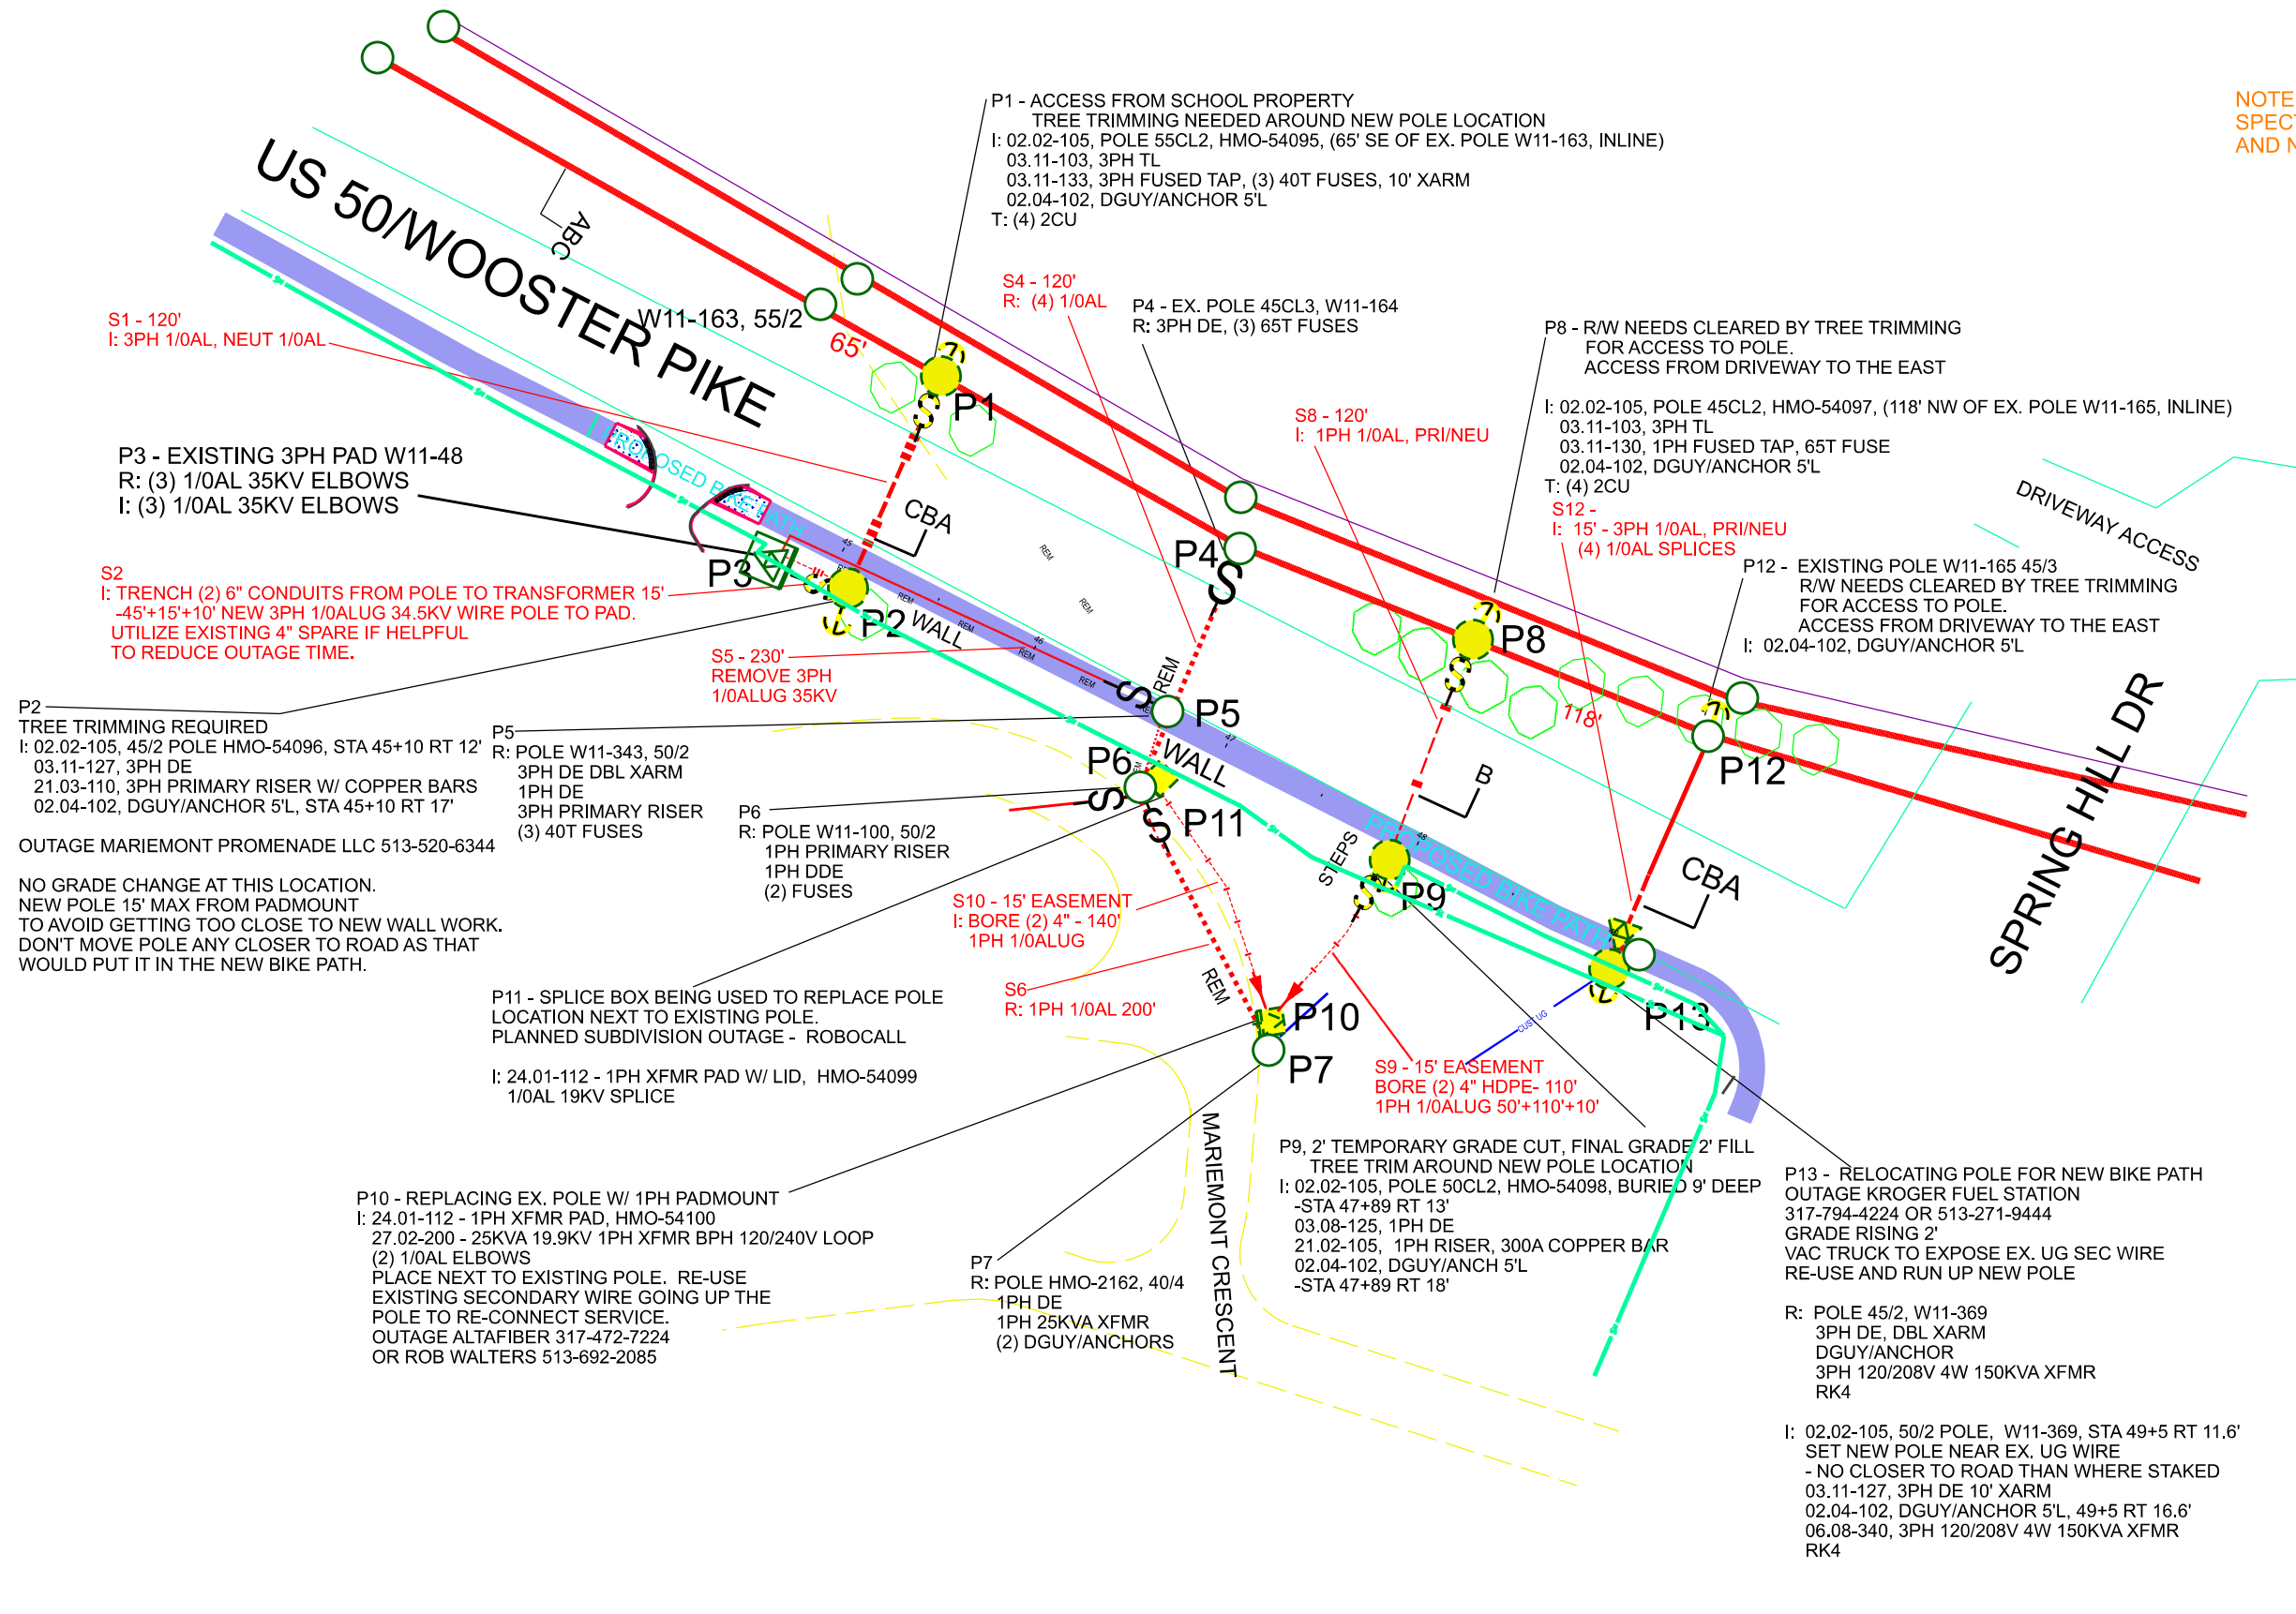 NOTE
SPECT
AND N
P1 - ACCESS FROM SCHOOL PROPERTY
TREE TRIMMING NEEDED AROUND NEW POLE LOCATION
I: 02.02-105, POLE 55CL2, HMO-54095, (65' SE OF EX. POLE W11-163, INLINE)
03.11-103, 3PH TL
03.11-133, 3PH FUSED TAP, (3) 40T FUSES, 10' XARM
02.04-102, DGUY/ANCHOR 5'L
T: (4) 2CU
US 50/WOOSTER PIKE
ABC
W11-163, 55/2
65'
P1
S4 - 120'
R: (4) 1/0AL
P4 - EX. POLE 45CL3, W11-164
R: 3PH DE, (3) 65T FUSES
S1 - 120'
I: 3PH 1/0AL, NEUT 1/0AL
P8 - R/W NEEDS CLEARED BY TREE TRIMMING
FOR ACCESS TO POLE.
ACCESS FROM DRIVEWAY TO THE EAST
I: 02.02-105, POLE 45CL2, HMO-54097, (118' NW OF EX. POLE W11-165, INLINE)
03.11-103, 3PH TL
03.11-130, 1PH FUSED TAP, 65T FUSE
02.04-102, DGUY/ANCHOR 5'L
T: (4) 2CU
S8 - 120'
I: 1PH 1/0AL, PRI/NEU
S12 -
I: 15' - 3PH 1/0AL, PRI/NEU
(4) 1/0AL SPLICES
DRIVEWAY ACCESS
P12 - EXISTING POLE W11-165 45/3
R/W NEEDS CLEARED BY TREE TRIMMING
FOR ACCESS TO POLE.
ACCESS FROM DRIVEWAY TO THE EAST
I: 02.04-102, DGUY/ANCHOR 5'L
P3 - EXISTING 3PH PAD W11-48
R: (3) 1/0AL 35KV ELBOWS
I: (3) 1/0AL 35KV ELBOWS
PROPOSED BIKE PATH
CBA
S
P4
S
P8
S
118'
P12
SPRING HILL DR
S2
I: TRENCH (2) 6" CONDUITS FROM POLE TO TRANSFORMER 15'
-45'+15'+10' NEW 3PH 1/0ALUG 34.5KV WIRE POLE TO PAD.
UTILIZE EXISTING 4" SPARE IF HELPFUL
TO REDUCE OUTAGE TIME.
P3
P2
45
46
47
48
WALL
REM
REM
REM
REM
REM
REM
REM
S5 - 230'
REMOVE 3PH
1/0ALUG 35KV
S
P5
P2
TREE TRIMMING REQUIRED
I: 02.02-105, 45/2 POLE HMO-54096, STA 45+10 RT 12'
03.11-127, 3PH DE
21.03-110, 3PH PRIMARY RISER W/ COPPER BARS
02.04-102, DGUY/ANCHOR 5'L, STA 45+10 RT 17'
OUTAGE MARIEMONT PROMENADE LLC 513-520-6344
NO GRADE CHANGE AT THIS LOCATION.
NEW POLE 15' MAX FROM PADMOUNT
TO AVOID GETTING TOO CLOSE TO NEW WALL WORK.
DON'T MOVE POLE ANY CLOSER TO ROAD AS THAT
WOULD PUT IT IN THE NEW BIKE PATH.
P5
R: POLE W11-343, 50/2
3PH DE DBL XARM
1PH DE
3PH PRIMARY RISER
(3) 40T FUSES
P6
R: POLE W11-100, 50/2
1PH PRIMARY RISER
1PH DDE
(2) FUSES
P6
WALL
S
S
P11
B
STEPS
S
P9
PROPOSED BIKE PATH
CBA
P13
CUST UG
S10 - 15' EASEMENT
I: BORE (2) 4" - 140'
1PH 1/0ALUG
S6
R: 1PH 1/0AL 200'
REM
P10
P7
S9 - 15' EASEMENT
BORE (2) 4" HDPE- 110'
1PH 1/0ALUG 50'+110'+10'
P11 - SPLICE BOX BEING USED TO REPLACE POLE
LOCATION NEXT TO EXISTING POLE.
PLANNED SUBDIVISION OUTAGE - ROBOCALL
I: 24.01-112 - 1PH XFMR PAD W/ LID, HMO-54099
1/0AL 19KV SPLICE
MARIEMONT CRESCENT
P9, 2' TEMPORARY GRADE CUT, FINAL GRADE 2' FILL
TREE TRIM AROUND NEW POLE LOCATION
I: 02.02-105, POLE 50CL2, HMO-54098, BURIED 9' DEEP
-STA 47+89 RT 13'
03.08-125, 1PH DE
21.02-105, 1PH RISER, 300A COPPER BAR
02.04-102, DGUY/ANCH 5'L
-STA 47+89 RT 18'
P10 - REPLACING EX. POLE W/ 1PH PADMOUNT
I: 24.01-112 - 1PH XFMR PAD, HMO-54100
27.02-200 - 25KVA 19.9KV 1PH XFMR BPH 120/240V LOOP
(2) 1/0AL ELBOWS
PLACE NEXT TO EXISTING POLE. RE-USE
EXISTING SECONDARY WIRE GOING UP THE
POLE TO RE-CONNECT SERVICE.
OUTAGE ALTAFIBER 317-472-7224
OR ROB WALTERS 513-692-2085
P7
R: POLE HMO-2162, 40/4
1PH DE
1PH 25KVA XFMR
(2) DGUY/ANCHORS
P13 - RELOCATING POLE FOR NEW BIKE PATH
OUTAGE KROGER FUEL STATION
317-794-4224 OR 513-271-9444
GRADE RISING 2'
VAC TRUCK TO EXPOSE EX. UG SEC WIRE
RE-USE AND RUN UP NEW POLE
R: POLE 45/2, W11-369
3PH DE, DBL XARM
DGUY/ANCHOR
3PH 120/208V 4W 150KVA XFMR
RK4
I: 02.02-105, 50/2 POLE, W11-369, STA 49+5 RT 11.6'
SET NEW POLE NEAR EX. UG WIRE
- NO CLOSER TO ROAD THAN WHERE STAKED
03.11-127, 3PH DE 10' XARM
02.04-102, DGUY/ANCHOR 5'L, 49+5 RT 16.6'
06.08-340, 3PH 120/208V 4W 150KVA XFMR
RK4